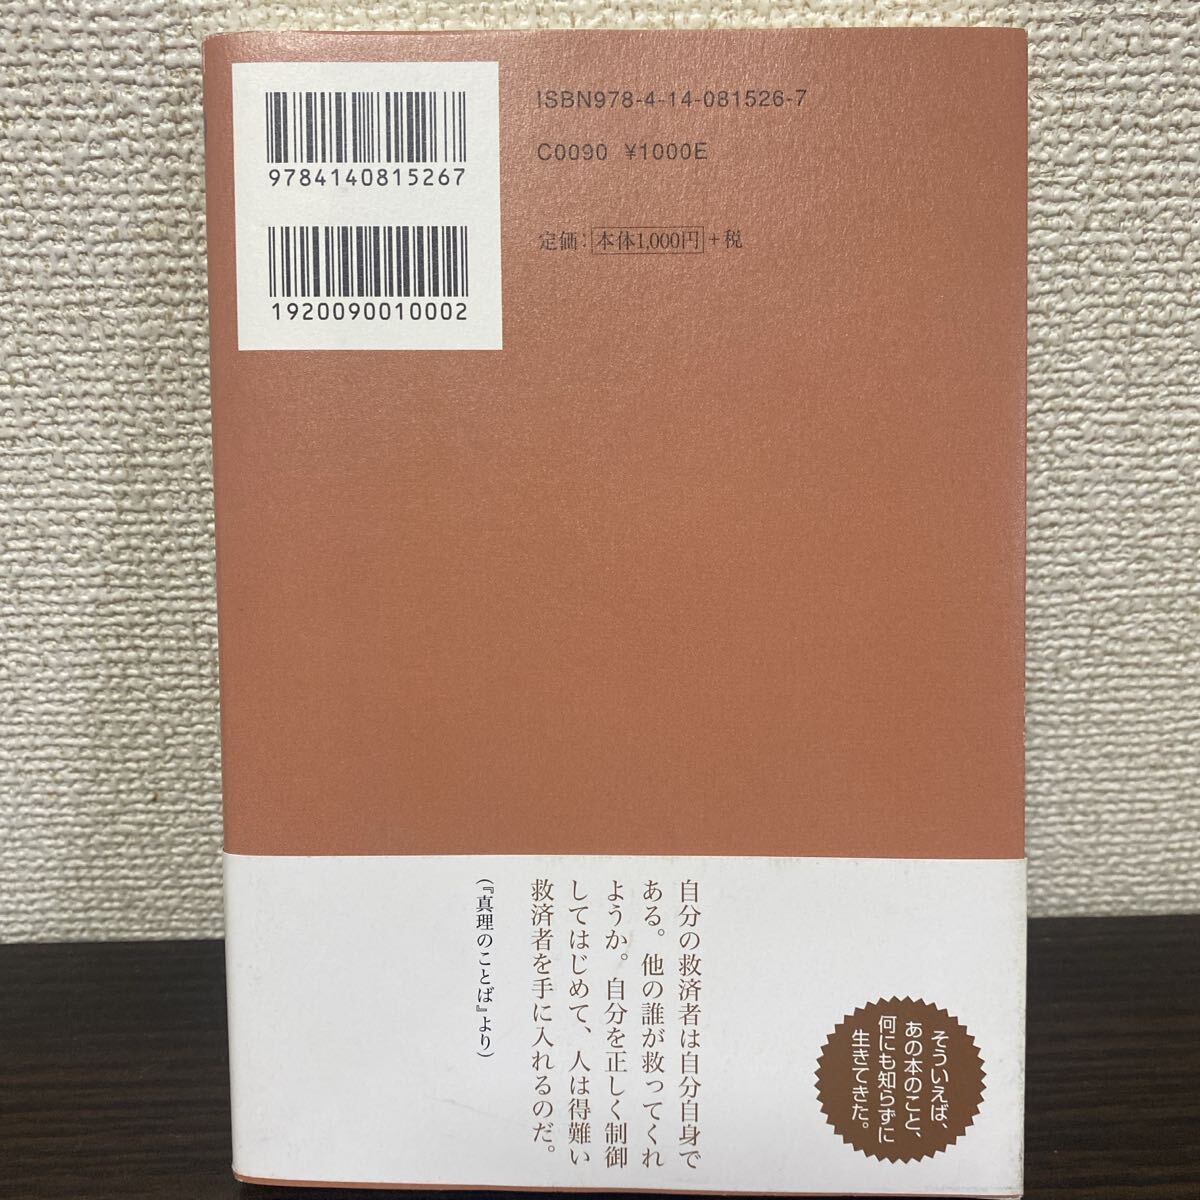 9784140815267
1920090010002
ISBN978-4-14-081526-7
C0090 ¥1000E
定価：本体1,000円＋税
自分の救済者は自分自身で
ある。他の誰が救ってくれ
ようか。自分を正しく制御
してはじめて、人は得難い
救済者を手に入れるのだ。
（『真理のことば』より）
そういえば、
あの本のこと、
何にも知らずに
生きてきた。